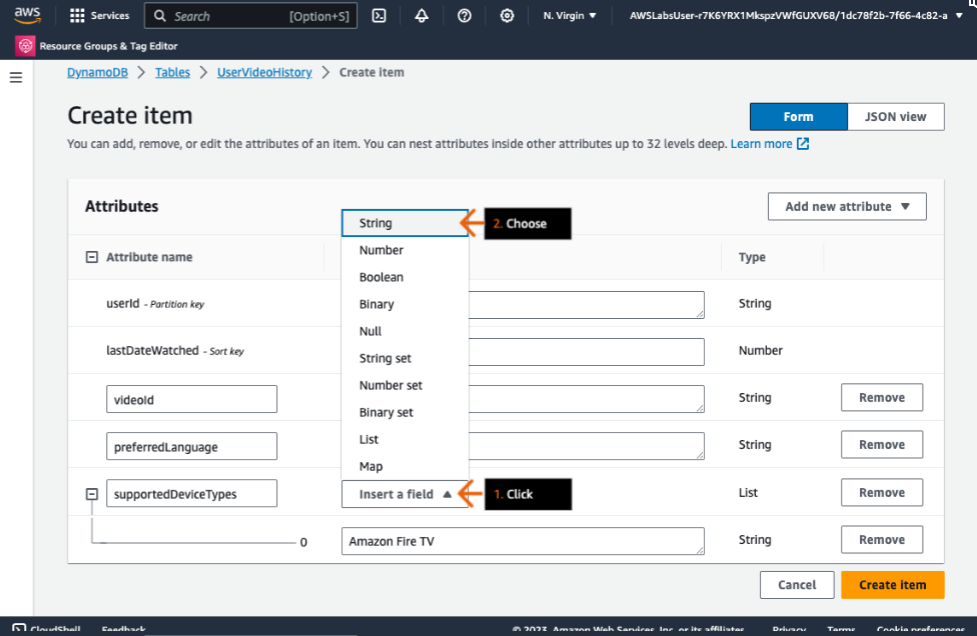 aws Services Search [Option+S] N. Virgin AWSLabsUser-r7K6YRX1MkspzVWfGUXV68/1dc78f2b-7f66-4c82-a
Resource Groups & Tag Editor
DynamoDB > Tables > UserVideoHistory > Create item
Create item
Form JSON view
You can add, remove, or edit the attributes of an item. You can nest attributes inside other attributes up to 32 levels deep. Learn more
Attributes
Add new attribute
String
2. Choose
Number
Attribute name
Type
Boolean
Binary
userId - Partition key
String
Null
lastDateWatched - Sort key
Number
String set
Number set
videoId
String
Remove
Binary set
List
preferredLanguage
String
Remove
Map
supportedDeviceTypes
Insert a field
1. Click
List
Remove
0
Amazon Fire TV
String
Remove
Cancel
Create item
CloudShell Feedback © 2023, Amazon Web Services, Inc. or its affiliates. Privacy Terms Cookie preferences